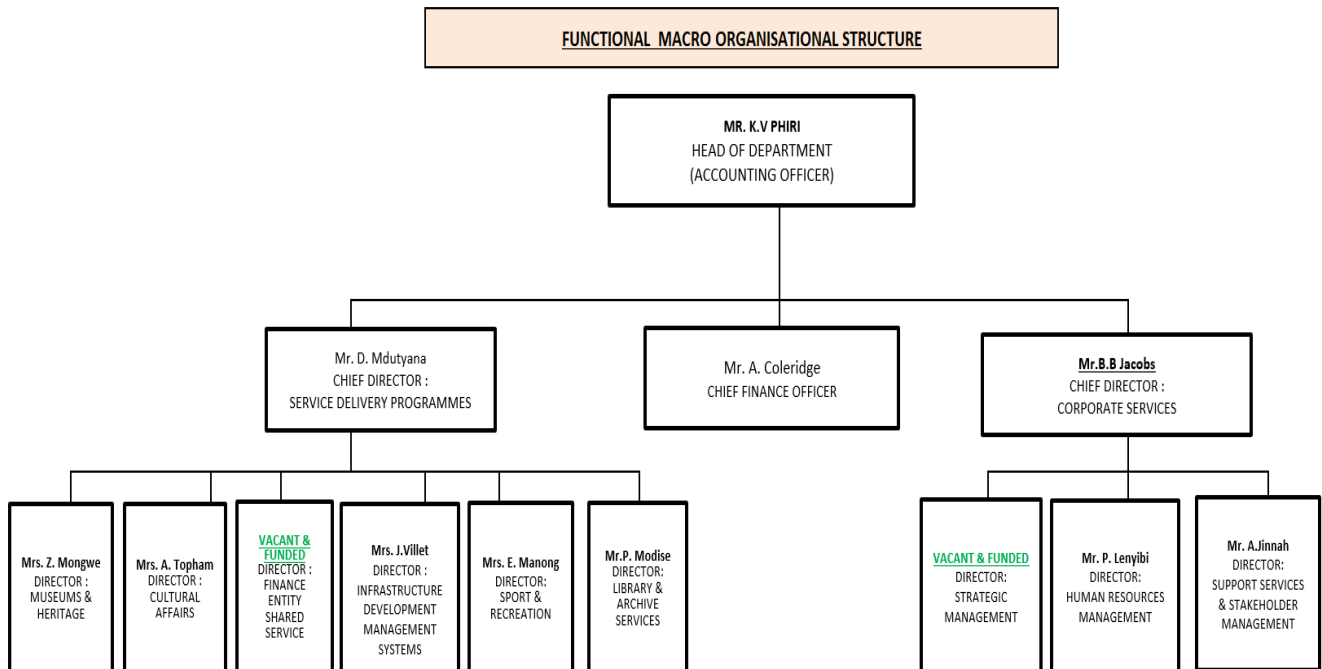 FUNCTIONAL MACRO ORGANISATIONAL STRUCTURE
MR. K.V PHIRI
HEAD OF DEPARTMENT
(ACCOUNTING OFFICER)
Mr. D. Mdutyana
CHIEF DIRECTOR :
SERVICE DELIVERY PROGRAMMES
Mr. A. Coleridge
CHIEF FINANCE OFFICER
Mr.B.B Jacobs
CHIEF DIRECTOR :
CORPORATE SERVICES
Mrs. Z. Mongwe
DIRECTOR :
MUSEUMS &
HERITAGE
Mrs. A. Topham
DIRECTOR :
CULTURAL
AFFAIRS
VACANT &
FUNDED
DIRECTOR :
FINANCE
ENTITY
SHARED
SERVICE
Mrs. J.Villet
DIRECTOR :
INFRASTRUCTURE
DEVELOPMENT
MANAGEMENT
SYSTEMS
Mrs. E. Manong
DIRECTOR:
SPORT &
RECREATION
Mr.P. Modise
DIRECTOR:
LIBRARY &
ARCHIVE
SERVICES
VACANT & FUNDED
DIRECTOR:
STRATEGIC
MANAGEMENT
Mr. P. Lenyibi
DIRECTOR:
HUMAN RESOURCES
MANAGEMENT
Mr. A.Jinnah
DIRECTOR:
SUPPORT SERVICES
& STAKEHOLDER
MANAGEMENT